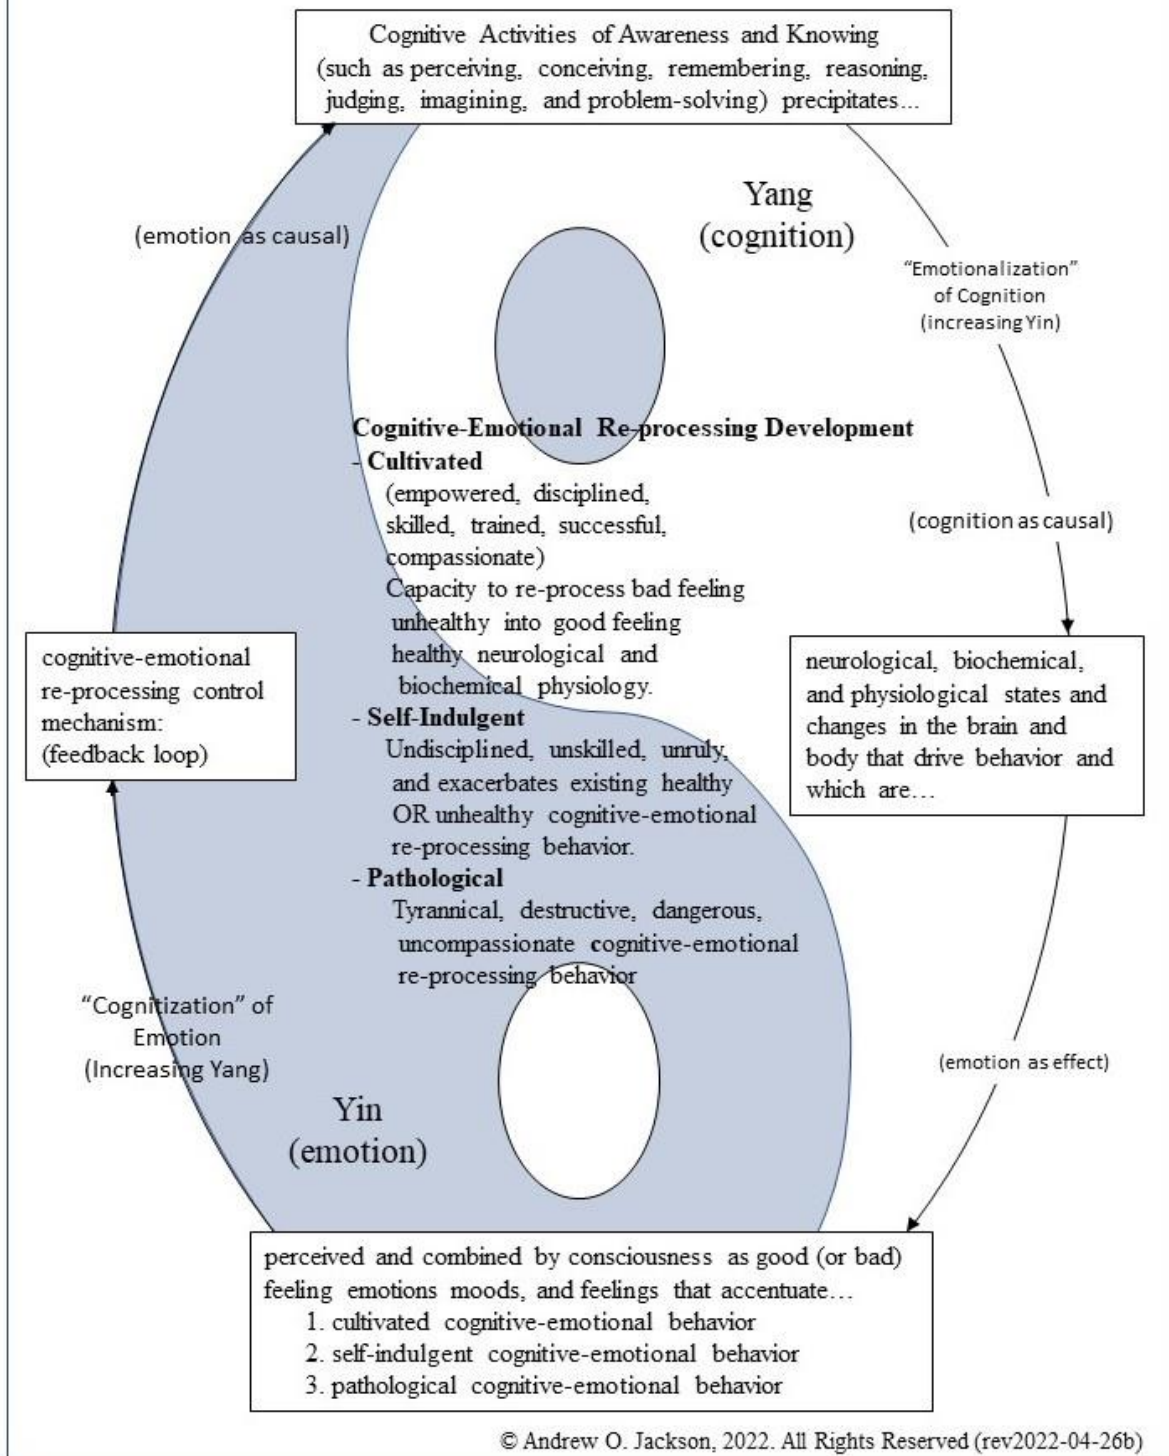 Cognitive Activities of Awareness and Knowing
(such as perceiving, conceiving, remembering, reasoning,
judging, imagining, and problem-solving) precipitates...
Yang
(cognition)
(emotion as causal)
"Emotionalization"
of Cognition
(increasing Yin)
Cognitive-Emotional Re-processing Development
- Cultivated
(empowered, disciplined,
skilled, trained, successful,
compassionate)
Capacity to re-process bad feeling
unhealthy into good feeling
healthy neurological and
biochemical physiology.
- Self-Indulgent
Undisciplined, unskilled, unruly,
and exacerbates existing healthy
OR unhealthy cognitive-emotional
re-processing behavior.
- Pathological
Tyrannical, destructive, dangerous,
uncompassionate cognitive-emotional
re-processing behavior
(cognition as causal)
cognitive-emotional
re-processing control
mechanism:
(feedback loop)
neurological, biochemical,
and physiological states and
changes in the brain and
body that drive behavior and
which are...
"Cognitization" of
Emotion
(Increasing Yang)
(emotion as effect)
Yin
(emotion)
perceived and combined by consciousness as good (or bad)
feeling emotions moods, and feelings that accentuate...
1. cultivated cognitive-emotional behavior
2. self-indulgent cognitive-emotional behavior
3. pathological cognitive-emotional behavior
© Andrew O. Jackson, 2022. All Rights Reserved (rev2022-04-26b)